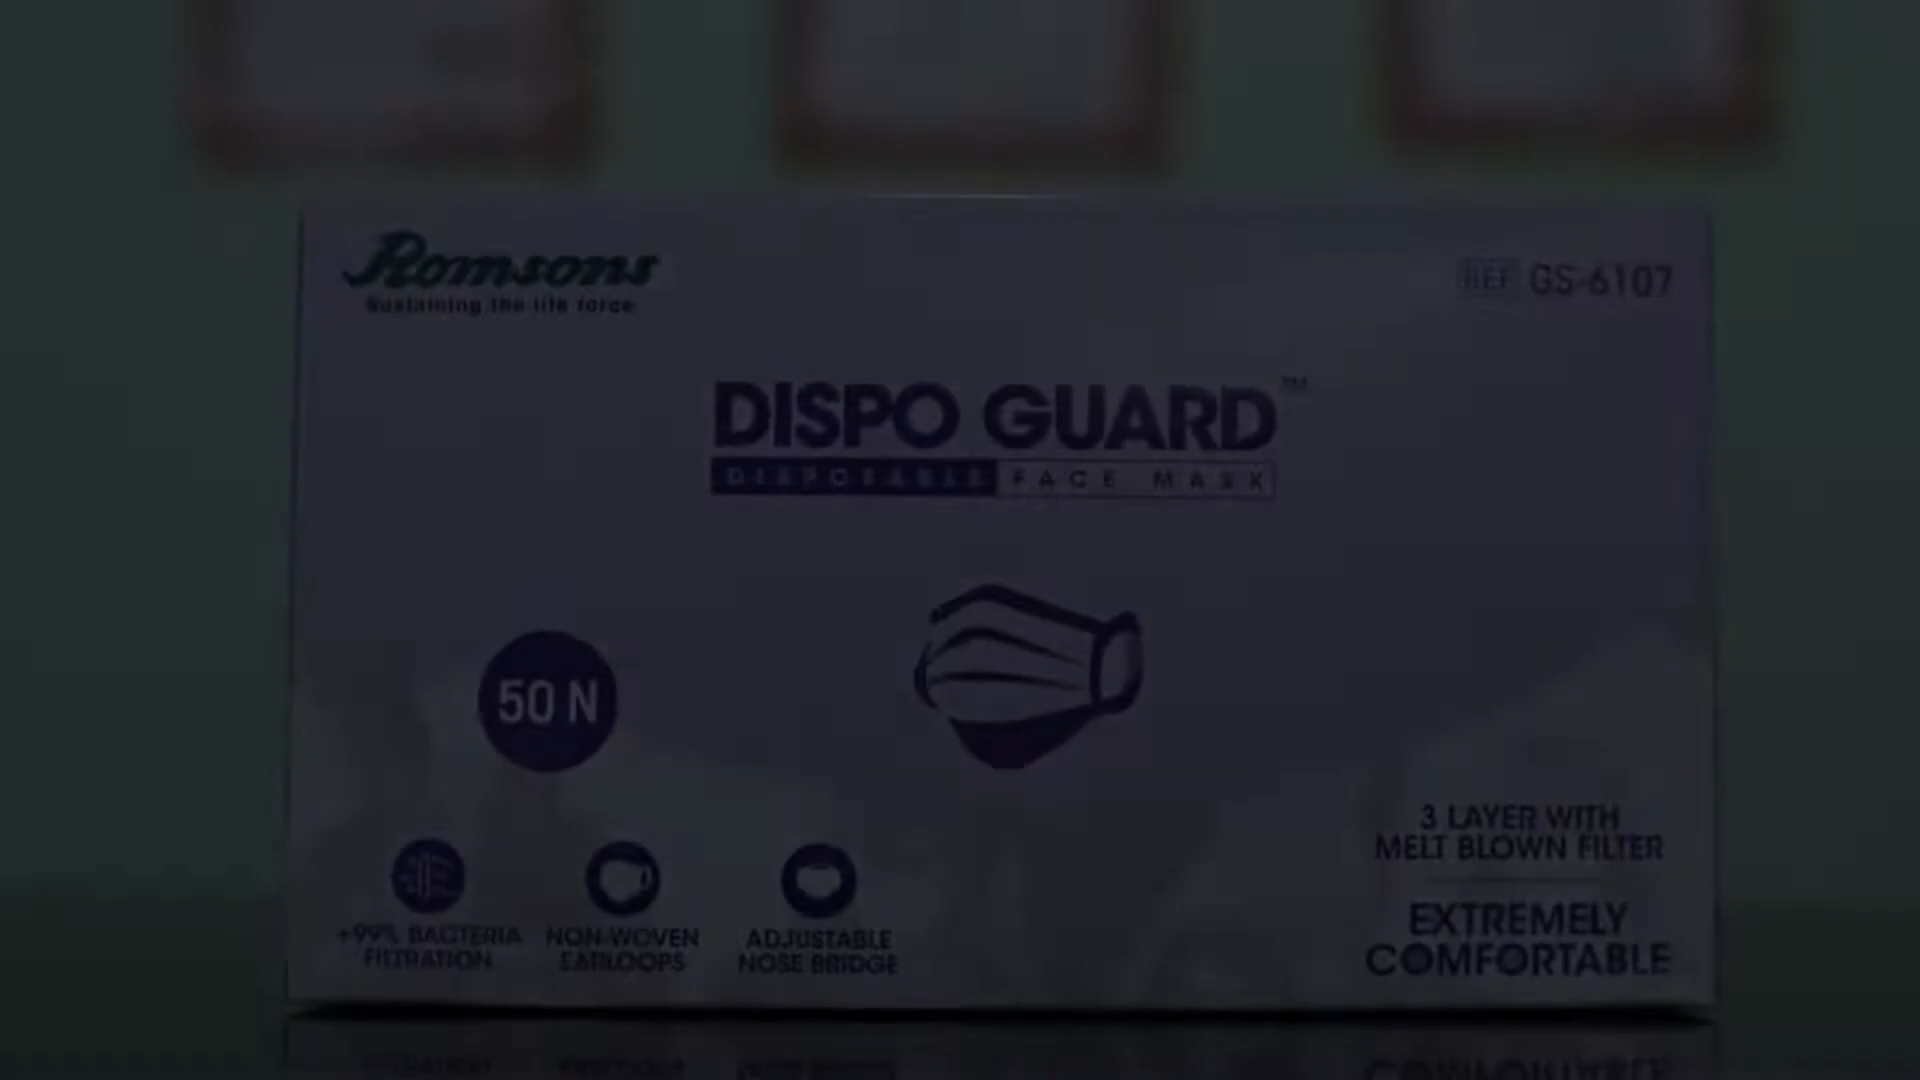 Romsons
Sustaining the life force
REF GS-6107
DISPO GUARD™
DISPOSABLE FACE MASK
50 N
+99% BACTERIA
FILTRATION
NON-WOVEN
EARLOOPS
ADJUSTABLE
NOSE BRIDGE
3 LAYER WITH
MELT BLOWN FILTER
EXTREMELY
COMFORTABLE